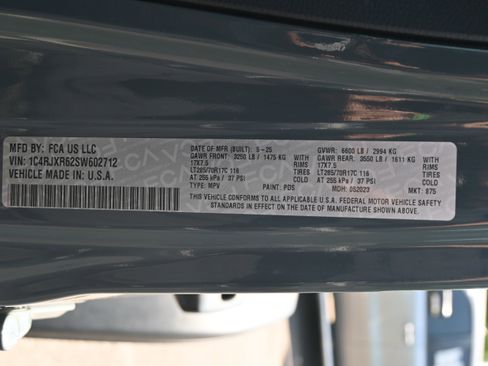 MFD BY: FCA US LLC
VIN: 1C4RJXR62SW602712
VEHICLE MADE IN U.S.A.
DATE OF MFR (BUILT): 5-25 GVWR: 6600 LB / 2994 KG
GAWR FRONT: 3250 LB / 1475 KG WITH GAWR REAR: 3550 LB / 1611 KG WITH
17X7.5 RIMS 17X7.5 RIMS
LT285/70R17C 116 TIRES LT285/70R17C 116 TIRES
AT 255 KPA / 37 PSI COLD AT 255 KPA / 37 PSI COLD
TYPE: MPV PAINT: PDS MDH: 052023 MKT: 875
THIS VEHICLE CONFORMS TO ALL APPLICABLE U.S.A. FEDERAL MOTOR VEHICLE SAFETY
STANDARDS IN EFFECT ON THE DATE OF MANUFACTURE SHOWN ABOVE.